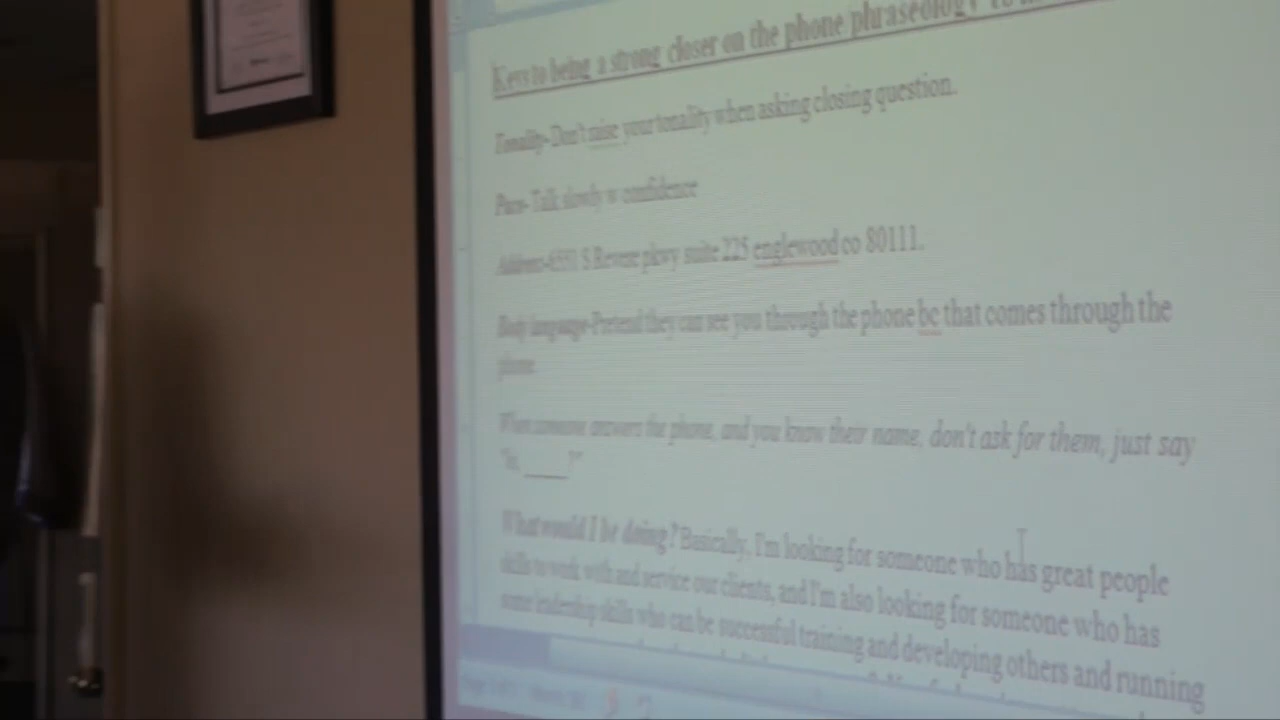 Keys to being a strong closer on the phone phraseology
Tonality-Don't raise your tonality when asking closing question.
Pace- Talk slowly w confidence
Address-6551 S Revere pkwy suite 225 englewood co 80111.
Body language-Pretend they can see you through the phone bc that comes through the
phone.
When someone answers the phone, and you know their name, don't ask for them, just say
What would I be doing? Basically, I'm looking for someone who has great people
skills to work with and service our clients, and I'm also looking for someone who has
some leadership skills who can be successful training and developing others and running